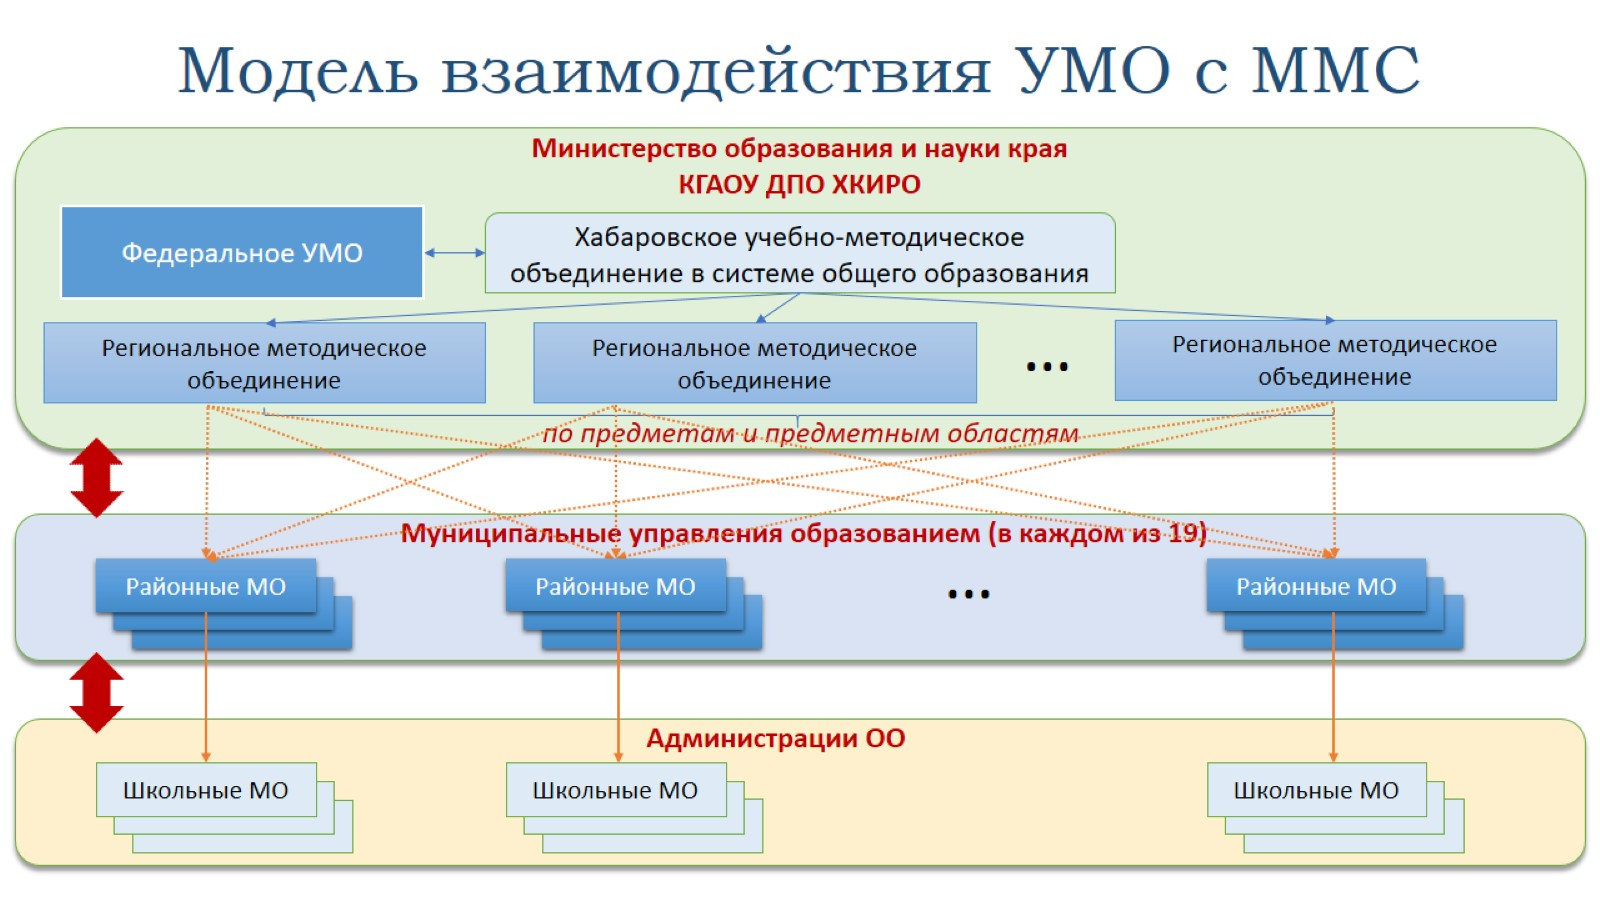 Модель взаимодействия УМО с ММС
Министерство образования и науки края
КГАОУ ДПО ХКИРО
Федеральное УМО
Хабаровское учебно-методическое
объединение в системе общего образования
Региональное методическое
объединение
Региональное методическое
объединение
...
Региональное методическое
объединение
по предметам и предметным областям
Муниципальные управления образованием (в каждом из 19)
Районные МО
Районные МО
...
Районные МО
Администрации ОО
Школьные МО
Школьные МО
Школьные МО